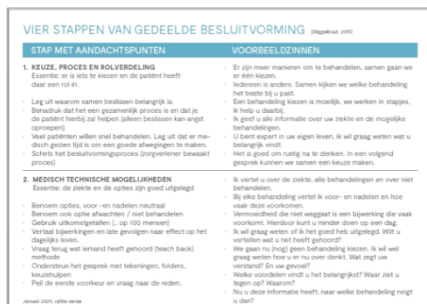 VIER STAPPEN VAN GEDEELDE BESLUITVORMING (Stiggelbout, 2015)
STAP MET AANDACHTSPUNTEN
1. KEUZE, PROCES EN ROLVERDELING
Essentie: er is iets te kiezen en de patiënt heeft
daar een rol in.
· Leg uit waarom samen beslissen belangrijk is.
· Benadruk dat het een gezamenlijk proces is en dat je
de patiënt hierbij zal helpen (alleen beslissen kan angst
oproepen).
· Veel patiënten willen snel behandelen. Leg uit dat er me-
disch gezien tijd is om een goede afwegingen te maken.
· Schets het besluitvormingsproces (zorgverlener bewaakt
proces)
VOORBEELDZINNEN
· Er zijn meer manieren om te behandelen, samen gaan we
er één kiezen.
· Iedereen is anders. Samen kijken we welke behandeling
het beste bij u past.
· Een behandeling kiezen is moeilijk, we werken in stapjes,
ik help u daarbij.
· Ik geef u alle informatie over uw ziekte en de mogelijke
behandelingen.
· U bent expert in uw eigen leven, ik wil graag weten wat u
belangrijk vindt
· Het is goed om rustig na te denken. In een volgend
gesprek kunnen we samen een keuze maken.
2. MEDISCH TECHNISCHE MOGELIJKHEDEN
Essentie: de ziekte en de opties zijn goed uitgelegd
· Benoem opties, voor -en nadelen neutraal
· Benoem ook optie afwachten / niet behandelen
· Gebruik uitkomstgetallen (.. op 100 mensen)
· Vertaal bijwerkingen en late gevolgen naar effect op het
dagelijks leven.
· Vraag terug wat iemand heeft gehoord (teach back)
methode
· Ondersteun het gesprek met tekeningen, folders,
keuzehulpen
· Peil de eerste voorkeur en vraag naar de reden.
· Ik vertel u over de ziekte, alle behandelingen en over niet
behandelen.
· Bij elke behandeling vertel ik voor- en nadelen en hoe
vaak deze voorkomen.
· Vermoeidheid die niet weggaat is een bijwerking die vaak
voorkomt. Hierdoor kunt u minder doen op een dag.
· Ik wil graag weten of ik het goed heb uitgelegd. Wilt u
vertellen wat u niet heeft gehoord?
· We gaan nu (nog) geen behandeling kiezen. Ik wil wel
graag weten hoe u er nu over denkt. Wat zegt uw
verstand? En uw gevoel?
· Welke voordelen vindt u het belangrijkst? Waar ziet u
tegen op? Waarom?
· Nu u deze informatie heeft, naar welke behandeling neigt
u dan?
Januari 2020, vijfde versie